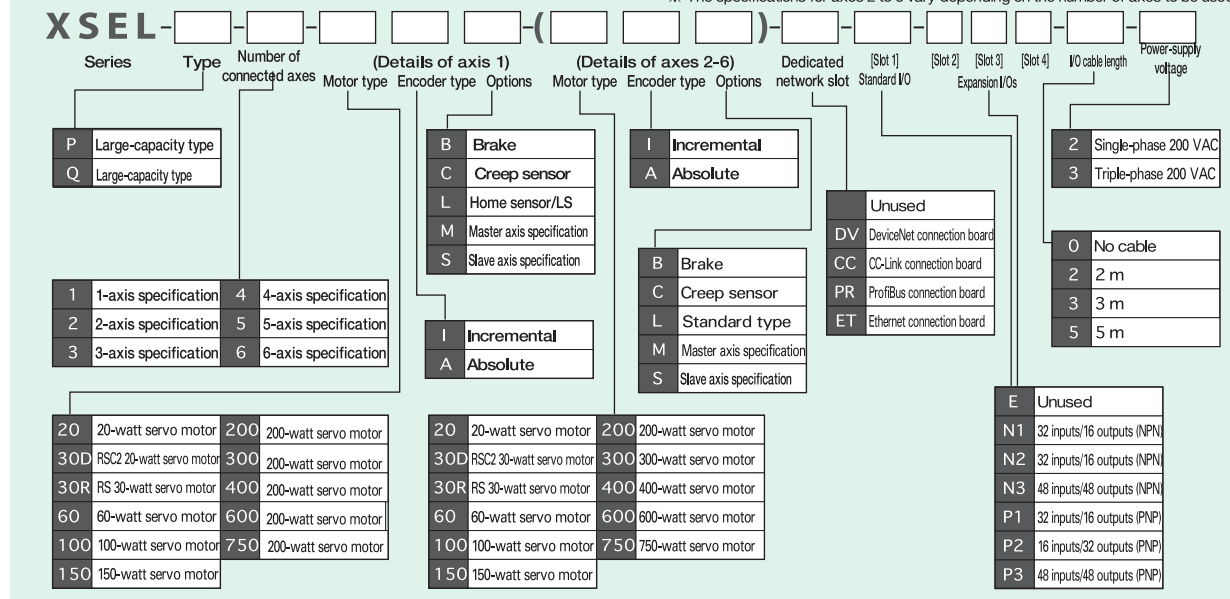 ※ The specifications for axes 2 to 6 vary depending on the number of axes to be used
XSEL-
-
-
-(
)-
-
-
-
-
Series
Type
Number of
connected axes
(Details of axis 1)
Motor type Encoder type Options
(Details of axes 2-6)
Motor type Encoder type Options
Dedicated
network slot
[Slot 1]
Standard I/O
[Slot 2]
[Slot 3]
[Slot 4]
Expansion I/Os
I/O cable length
Power-supply
voltage
P Large-capacity type
Q Large-capacity type
B Brake
C Creep sensor
L Home sensor/LS
M Master axis specification
S Slave axis specification
I Incremental
A Absolute
2 Single-phase 200 VAC
3 Triple-phase 200 VAC
Unused
DV DeviceNet connection board
CC CC-Link connection board
PR ProfiBus connection board
ET Ethernet connection board
0 No cable
2 2 m
3 3 m
5 5 m
B Brake
C Creep sensor
L Standard type
M Master axis specification
S Slave axis specification
1 1-axis specification 4 4-axis specification
2 2-axis specification 5 5-axis specification
3 3-axis specification 6 6-axis specification
I Incremental
A Absolute
E Unused
N1 32 inputs/16 outputs (NPN)
N2 32 inputs/16 outputs (NPN)
N3 48 inputs/48 outputs (NPN)
P1 32 inputs/16 outputs (PNP)
P2 16 inputs/32 outputs (PNP)
P3 48 inputs/48 outputs (PNP)
20 20-watt servo motor 200 200-watt servo motor
30D RSC2 20-watt servo motor 300 200-watt servo motor
30R RS 30-watt servo motor 400 200-watt servo motor
60 60-watt servo motor 600 200-watt servo motor
100 100-watt servo motor 750 200-watt servo motor
150 150-watt servo motor
20 20-watt servo motor 200 200-watt servo motor
30D RSC2 30-watt servo motor 300 300-watt servo motor
30R RS 30-watt servo motor 400 400-watt servo motor
60 60-watt servo motor 600 600-watt servo motor
100 100-watt servo motor 750 750-watt servo motor
150 150-watt servo motor